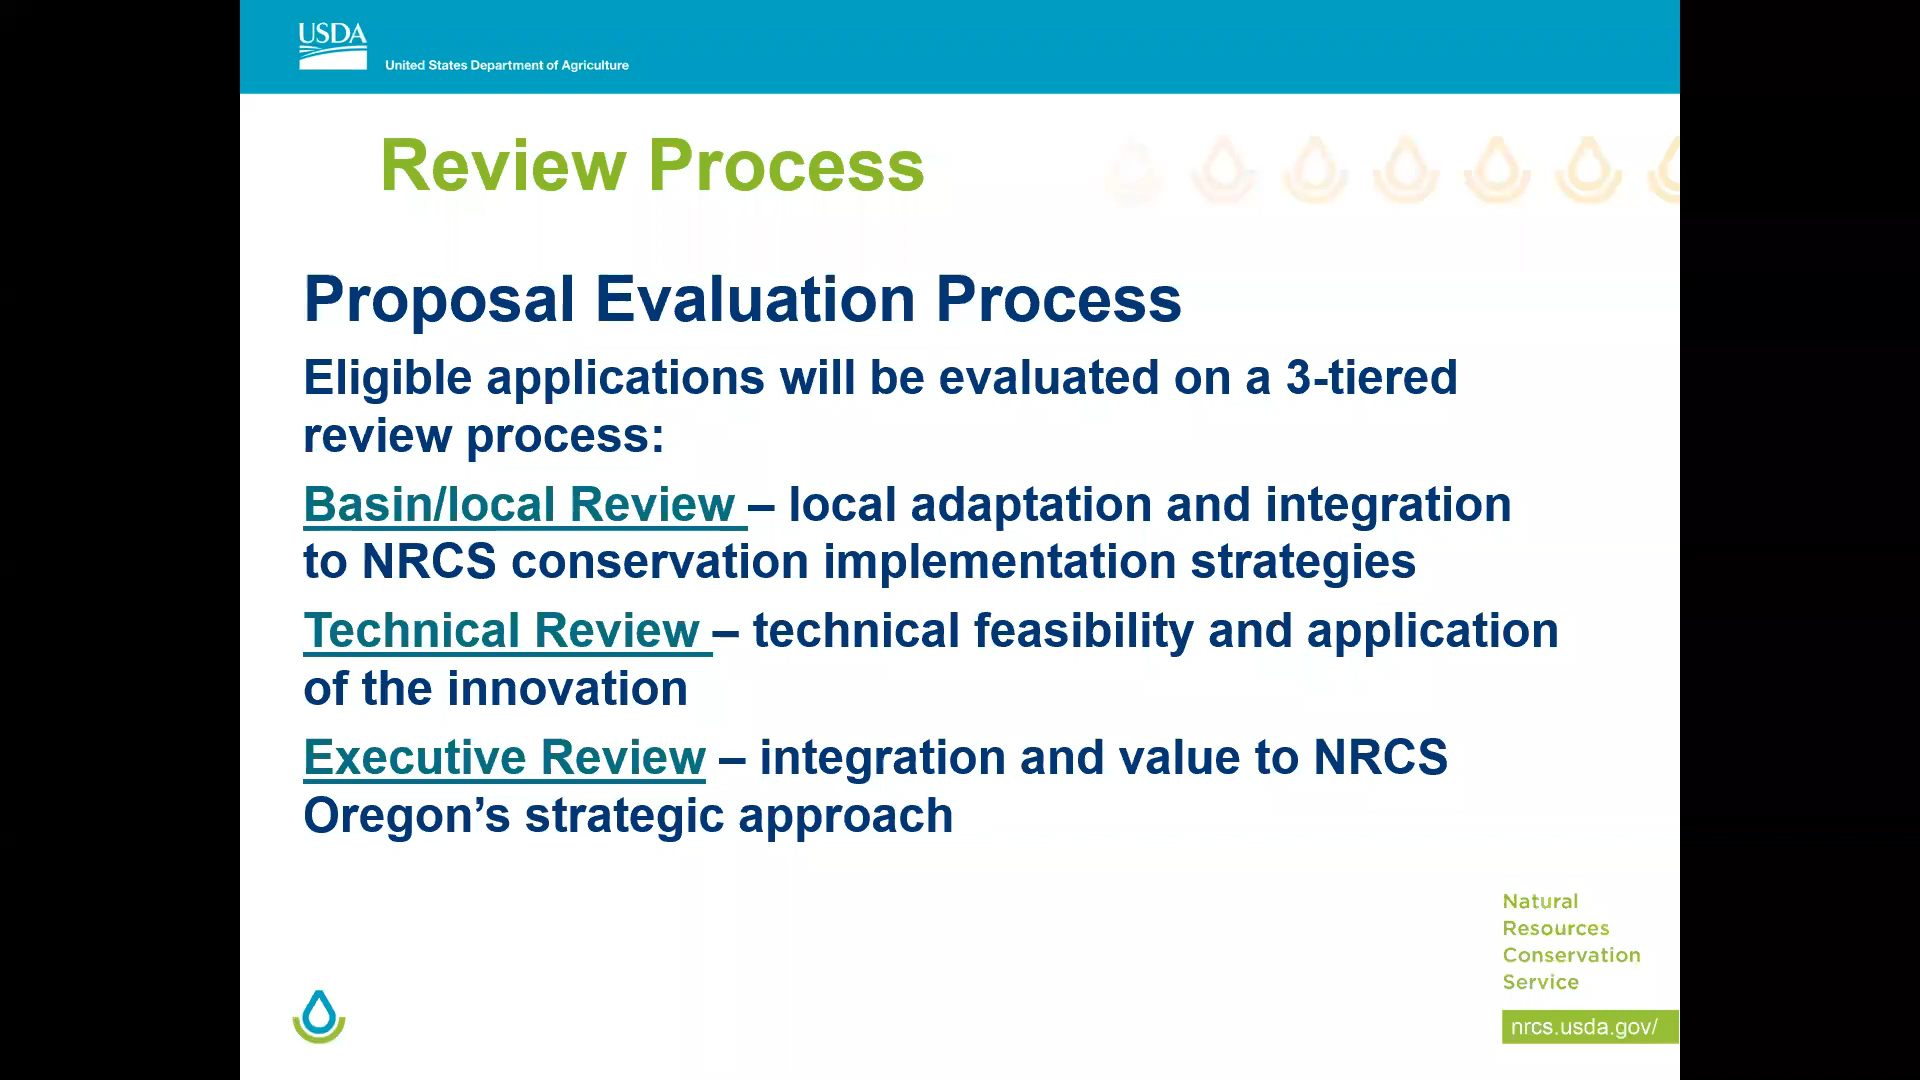 USDA
United States Department of Agriculture
Review Process
Proposal Evaluation Process
Eligible applications will be evaluated on a 3-tiered
review process:
Basin/local Review – local adaptation and integration
to NRCS conservation implementation strategies
Technical Review – technical feasibility and application
of the innovation
Executive Review – integration and value to NRCS
Oregon’s strategic approach
Natural
Resources
Conservation
Service
nrcs.usda.gov/